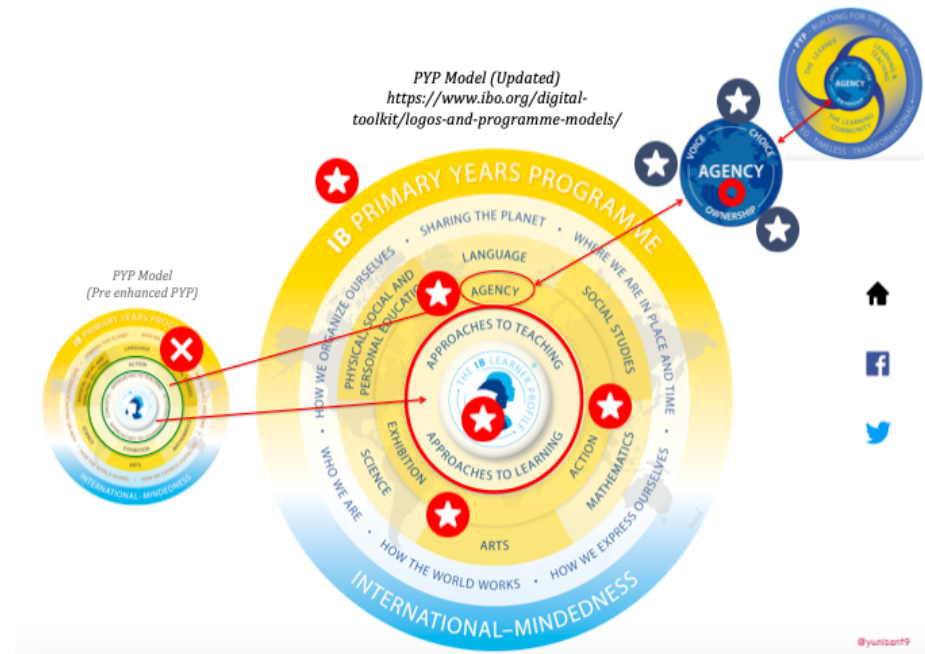 PYP Model (Updated)
https://www.ibo.org/digital-
toolkit/logos-and-programme-models/
PYP · BUILDING FOR THE FUTURE
THE LEARNER
LEARNING &
TEACHING
THE LEARNING
COMMUNITY
VOICE
CHOICE
AGENCY
OWNERSHIP
TIMELESS · TRANSFORMATIONAL
VOICE
CHOICE
AGENCY
OWNERSHIP
IB PRIMARY YEARS PROGRAMME
SHARING THE PLANET
WHERE WE ARE IN PLACE AND TIME
HOW WE EXPRESS OURSELVES
HOW THE WORLD WORKS
WHO WE ARE
HOW WE ORGANIZE OURSELVES
LANGUAGE
SOCIAL STUDIES
MATHEMATICS
ARTS
SCIENCE
PHYSICAL, SOCIAL AND
PERSONAL EDUCATION
AGENCY
ACTION
EXHIBITION
APPROACHES TO TEACHING
THE IB LEARNER PROFILE
APPROACHES TO LEARNING
INTERNATIONAL–MINDEDNESS
PYP Model
(Pre enhanced PYP)
IB PRIMARY YEARS
LANGUAGE
ACTION
EXHIBITION
ARTS
INTERNATIONAL–MINDEDNESS
@yunisant9